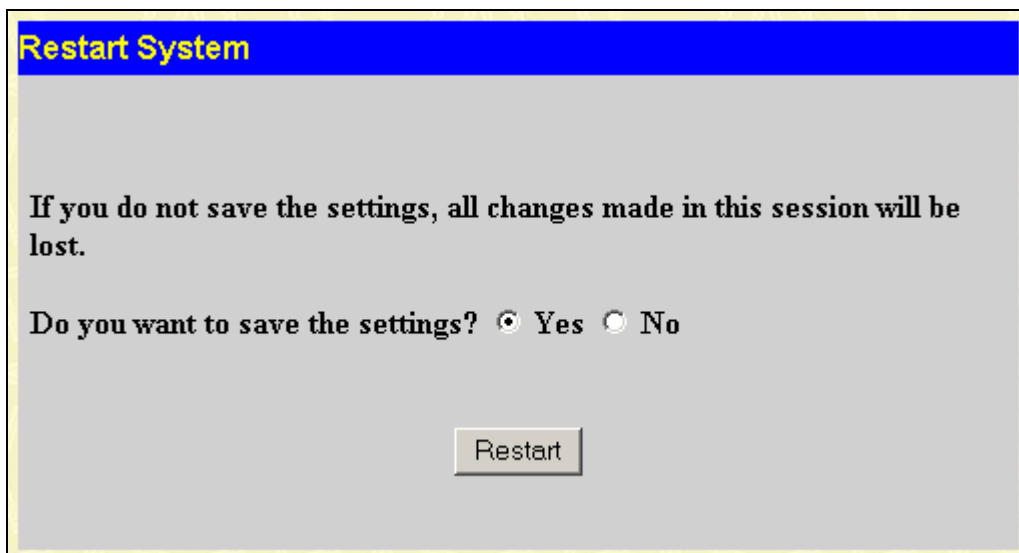 Restart System
If you do not save the settings, all changes made in this session will be
lost.
Do you want to save the settings? Yes No
Restart